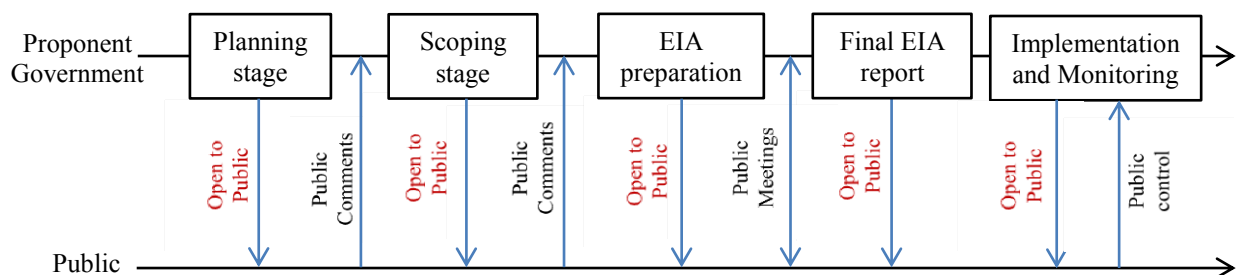 Proponent
Government
Planning
stage
Scoping
stage
EIA
preparation
Final EIA
report
Implementation
and Monitoring
Open to
Public
Public
Comments
Open to
Public
Public
Comments
Open to
Public
Public
Meetings
Open to
Public
Open to
Public
Public
control
Public